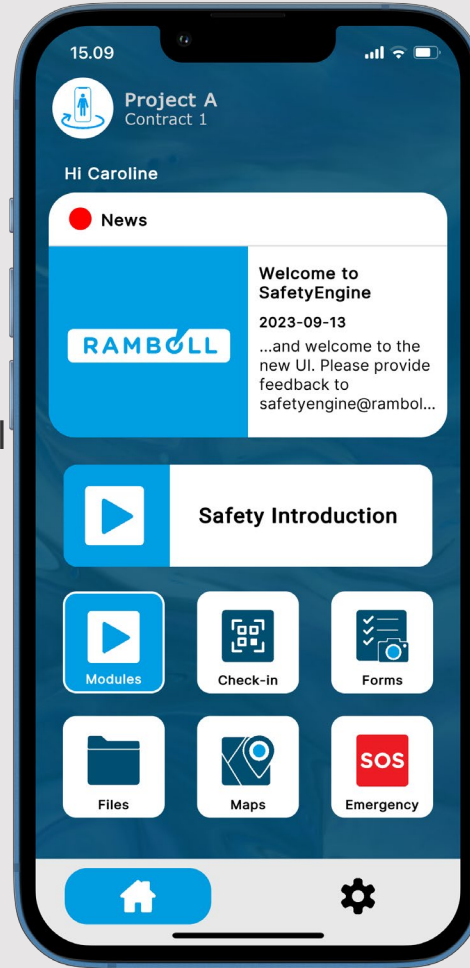 15.09
Project A
Contract 1
Hi Caroline
News
RAMBOLL
Welcome to
SafetyEngine
2023-09-13
...and welcome to the
new UI. Please provide
feedback to
safetyengine@rambol...
Safety Introduction
Modules
Check-in
Forms
SOS
Files
Maps
Emergency